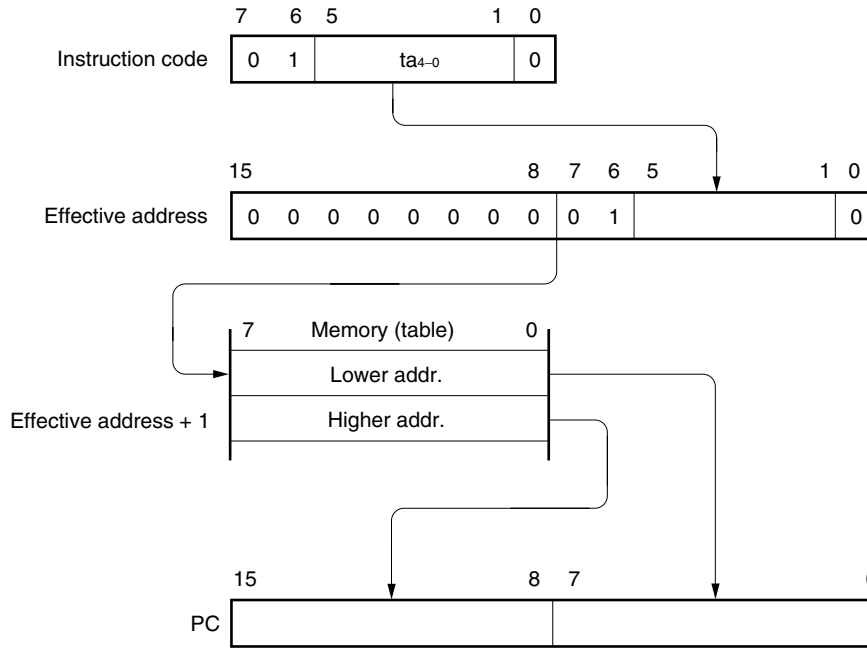 7 6 5 1 0
Instruction code 0 1 ta4–0 0
15 8 7 6 5 1 0
Effective address 0 0 0 0 0 0 0 0 0 1 0
7 Memory (table) 0
Lower addr.
Effective address + 1 Higher addr.
15 8 7
PC